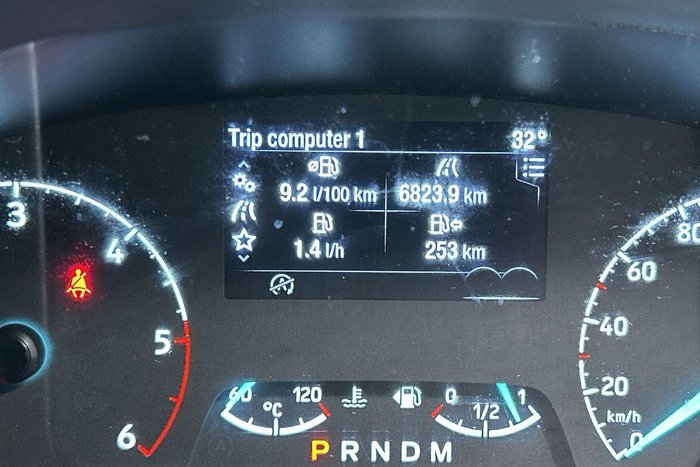 Trip computer 1 32°
9.2 l/100 km 6823.9 km
1.4 l/h 253 km
3
4
5
6
80
60
40
20
0
km/h
60 120 0 1
°C 1/2
P R N D M